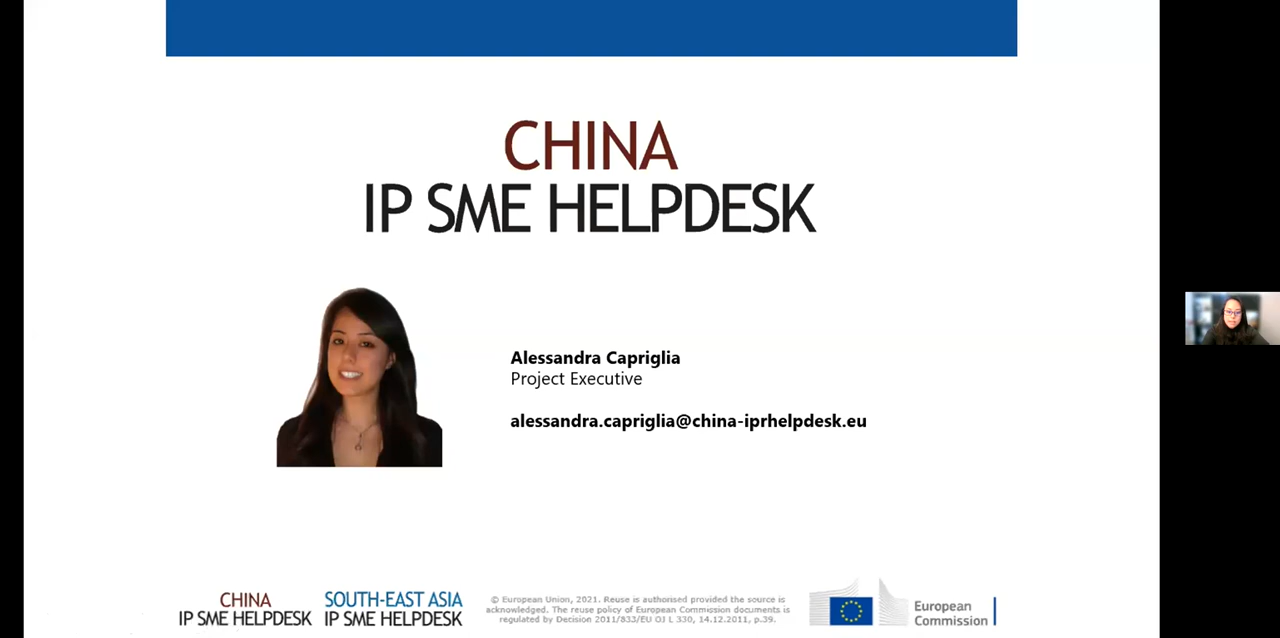 CHINA
IP SME HELPDESK
Alessandra Capriglia
Project Executive
alessandra.capriglia@china-iprhelpdesk.eu
CHINA
IP SME HELPDESK
SOUTH-EAST ASIA
IP SME HELPDESK
© European Union, 2021. Reuse is authorised provided the source is
acknowledged. The reuse policy of European Commission documents is
regulated by Decision 2011/833/EU OJ L 330, 14.12.2011, p.39.
European
Commission